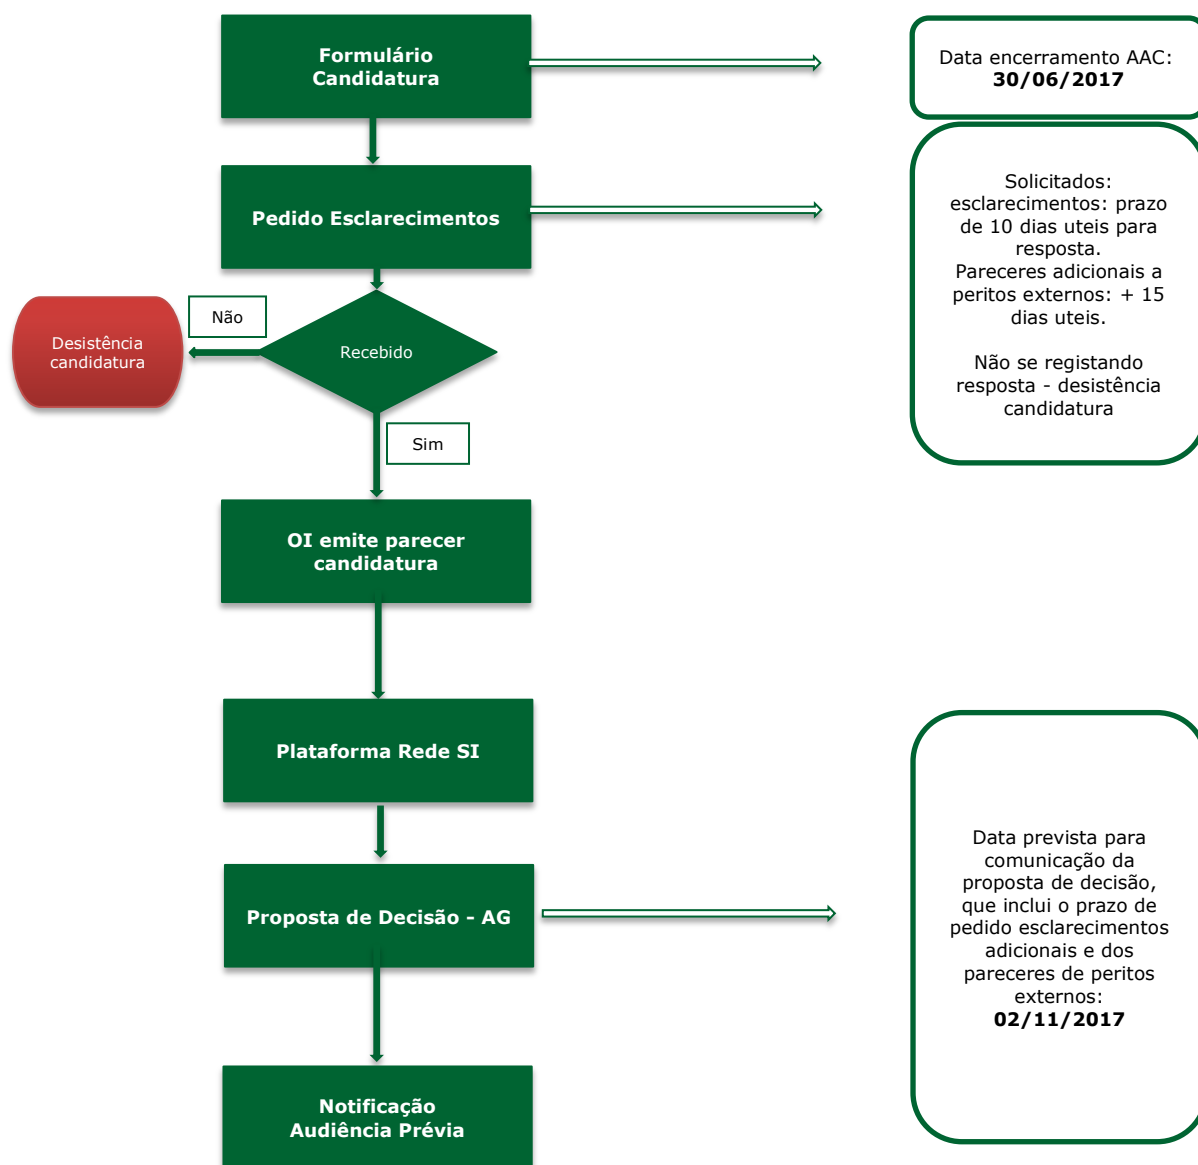 Formulário
Candidatura
Data encerramento AAC:
30/06/2017
Pedido Esclarecimentos
Solicitados:
esclarecimentos: prazo
de 10 dias uteis para
resposta.
Pareceres adicionais a
peritos externos: + 15
dias uteis.
Não se registando
resposta - desistência
candidatura
Não
Desistência
candidatura
Recebido
Sim
OI emite parecer
candidatura
Plataforma Rede SI
Proposta de Decisão - AG
Data prevista para
comunicação da
proposta de decisão,
que inclui o prazo de
pedido esclarecimentos
adicionais e dos
pareceres de peritos
externos:
02/11/2017
Notificação
Audiência Prévia